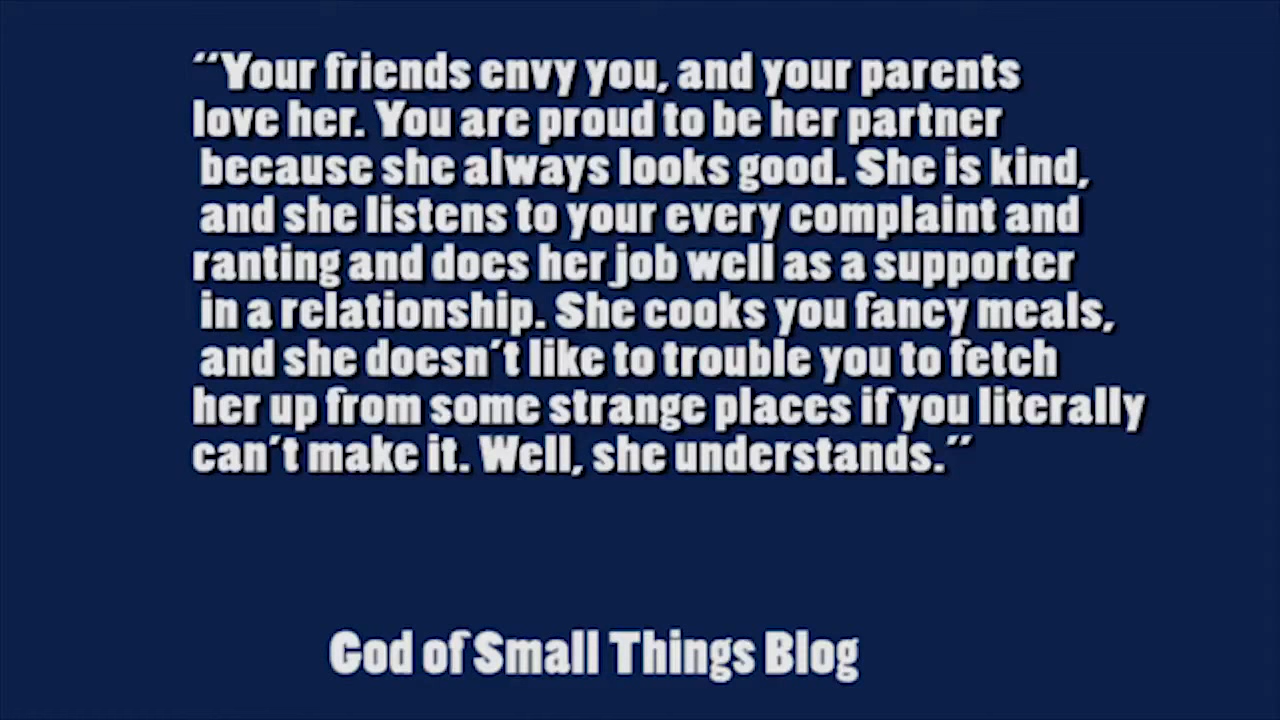 “Your friends envy you, and your parents
love her. You are proud to be her partner
because she always looks good. She is kind,
and she listens to your every complaint and
ranting and does her job well as a supporter
in a relationship. She cooks you fancy meals,
and she doesn't like to trouble you to fetch
her up from some strange places if you literally
can't make it. Well, she understands.”
God of Small Things Blog